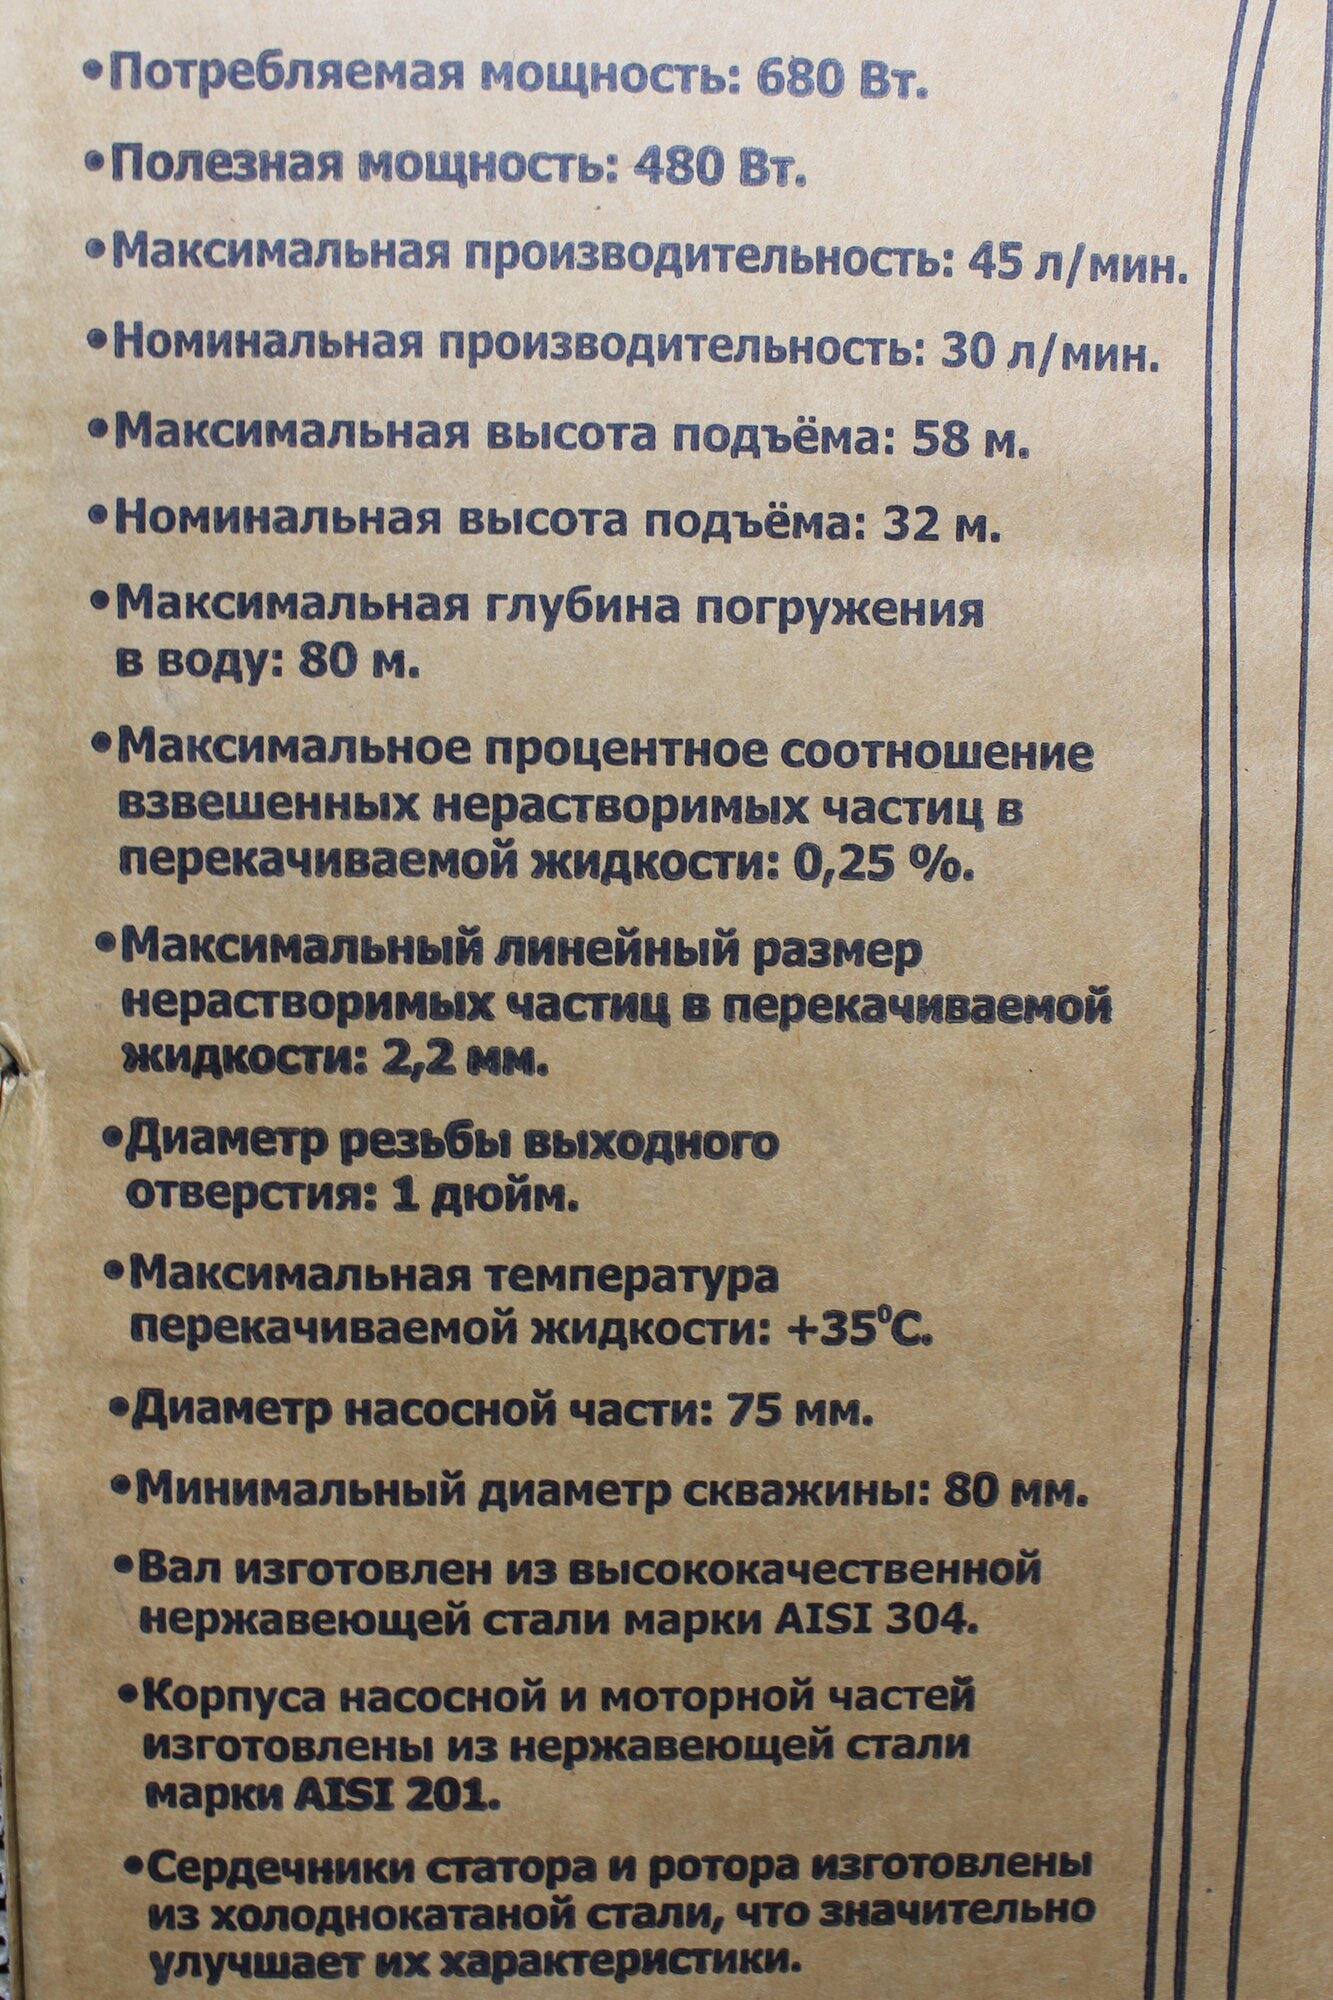 •Потребляемая мощность: 680 Вт.
•Полезная мощность: 480 Вт.
•Максимальная производительность: 45 л/мин.
•Номинальная производительность: 30 л/мин.
•Максимальная высота подъёма: 58 м.
•Номинальная высота подъёма: 32 м.
•Максимальная глубина погружения
в воду: 80 м.
•Максимальное процентное соотношение
взвешенных нерастворимых частиц в
перекачиваемой жидкости: 0,25 %.
•Максимальный линейный размер
нерастворимых частиц в перекачиваемой
жидкости: 2,2 мм.
•Диаметр резьбы выходного
отверстия: 1 дюйм.
•Максимальная температура
перекачиваемой жидкости: +35⁰С.
•Диаметр насосной части: 75 мм.
•Минимальный диаметр скважины: 80 мм.
•Вал изготовлен из высококачественной
нержавеющей стали марки AISI 304.
•Корпуса насосной и моторной частей
изготовлены из нержавеющей стали
марки AISI 201.
•Сердечники статора и ротора изготовлены
из холоднокатаной стали, что значительно
улучшает их характеристики.